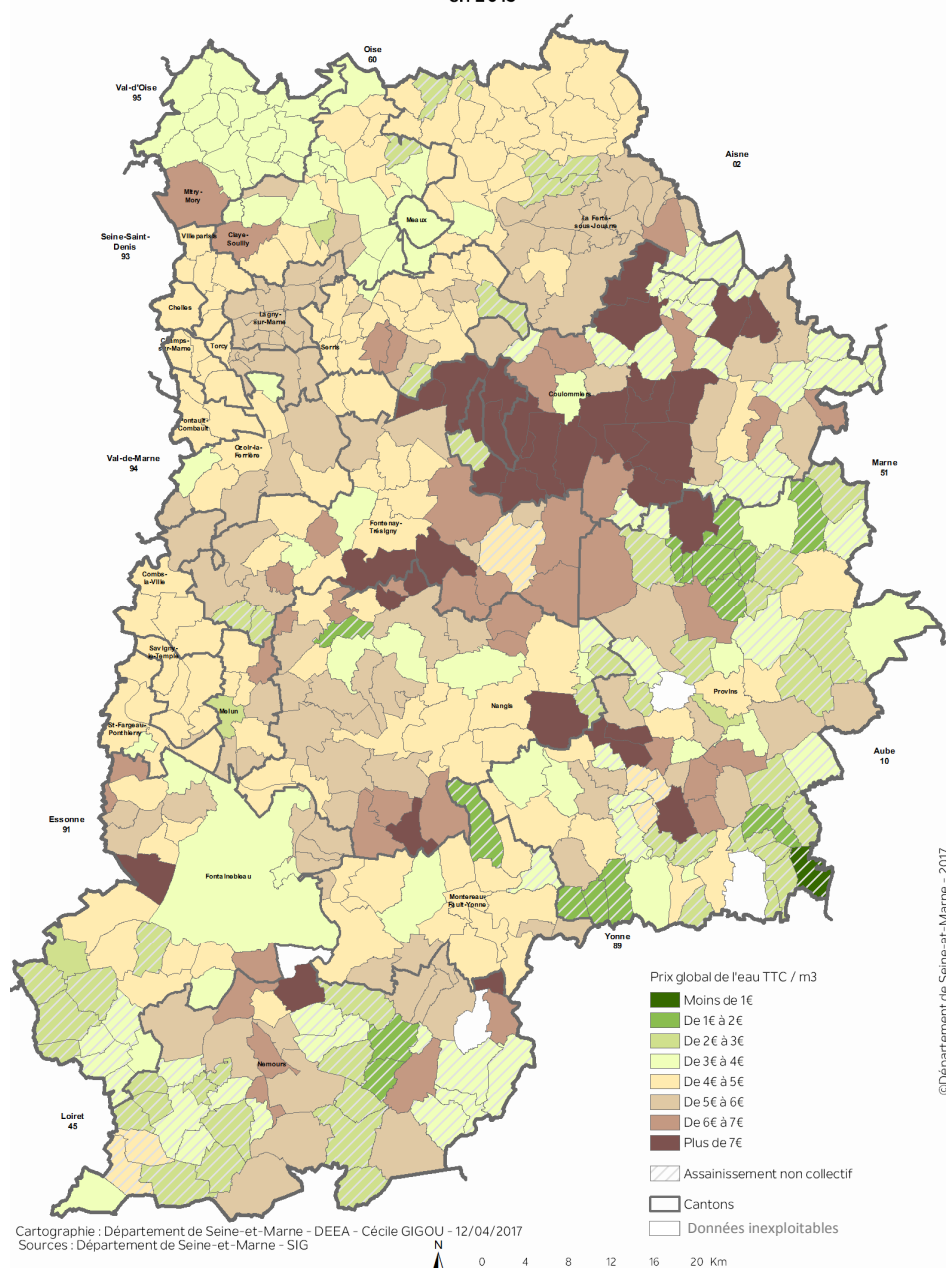 Oise
60
Val-d'Oise
95
Aisne
02
Mitry-
Mory
Meaux
La Ferté-
sous-Jouarre
Seine-Saint-
Denis
93
Villeparisis
Claye-
Souilly
Chelles
Lagny-
sur-Marne
Champs-
sur-Marne
Torcy
Serris
Coulommiers
Pontault-
Combault
Ozoir-la-
Ferrière
Val-de-Marne
94
Marne
51
Fontenay-
Trésigny
Combs-
la-Ville
Savigny-
le-Temple
Provins
Melun
Nangis
St-Fargeau-
Ponthierry
Aube
10
Essonne
91
Fontainebleau
Montereau-
Fault-Yonne
Yonne
89
Nemours
Loiret
45
Prix global de l'eau TTC / m3
Moins de 1€
De 1€ à 2€
De 2€ à 3€
De 3€ à 4€
De 4€ à 5€
De 5€ à 6€
De 6€ à 7€
Plus de 7€
Assainissement non collectif
Cantons
Données inexploitables
©Département de Seine-et-Marne - 2017
Cartographie : Département de Seine-et-Marne - DEEA - Cécile GIGOU - 12/04/2017
Sources : Département de Seine-et-Marne - SIG
N
0 4 8 12 16 20 Km